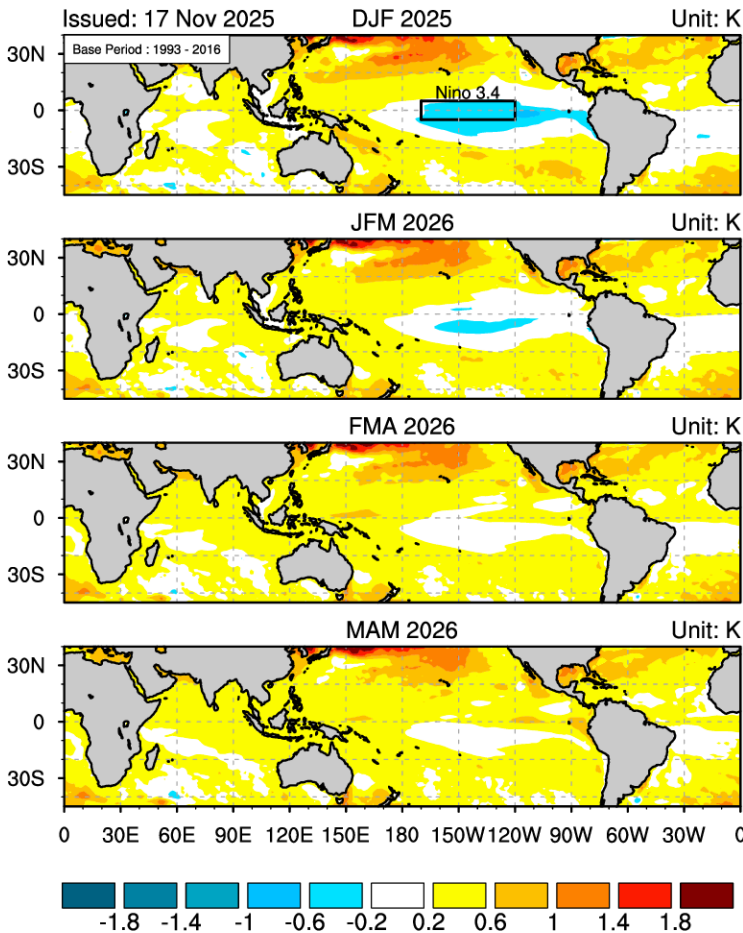 Issued: 17 Nov 2025 DJF 2025 Unit: K
Base Period : 1993 - 2016
30N
Nino 3.4
0
30S
JFM 2026 Unit: K
30N
0
30S
FMA 2026 Unit: K
30N
0
30S
MAM 2026 Unit: K
30N
0
30S
0 30E 60E 90E 120E 150E 180 150W 120W 90W 60W 30W 0
-1.8 -1.4 -1 -0.6 -0.2 0.2 0.6 1 1.4 1.8